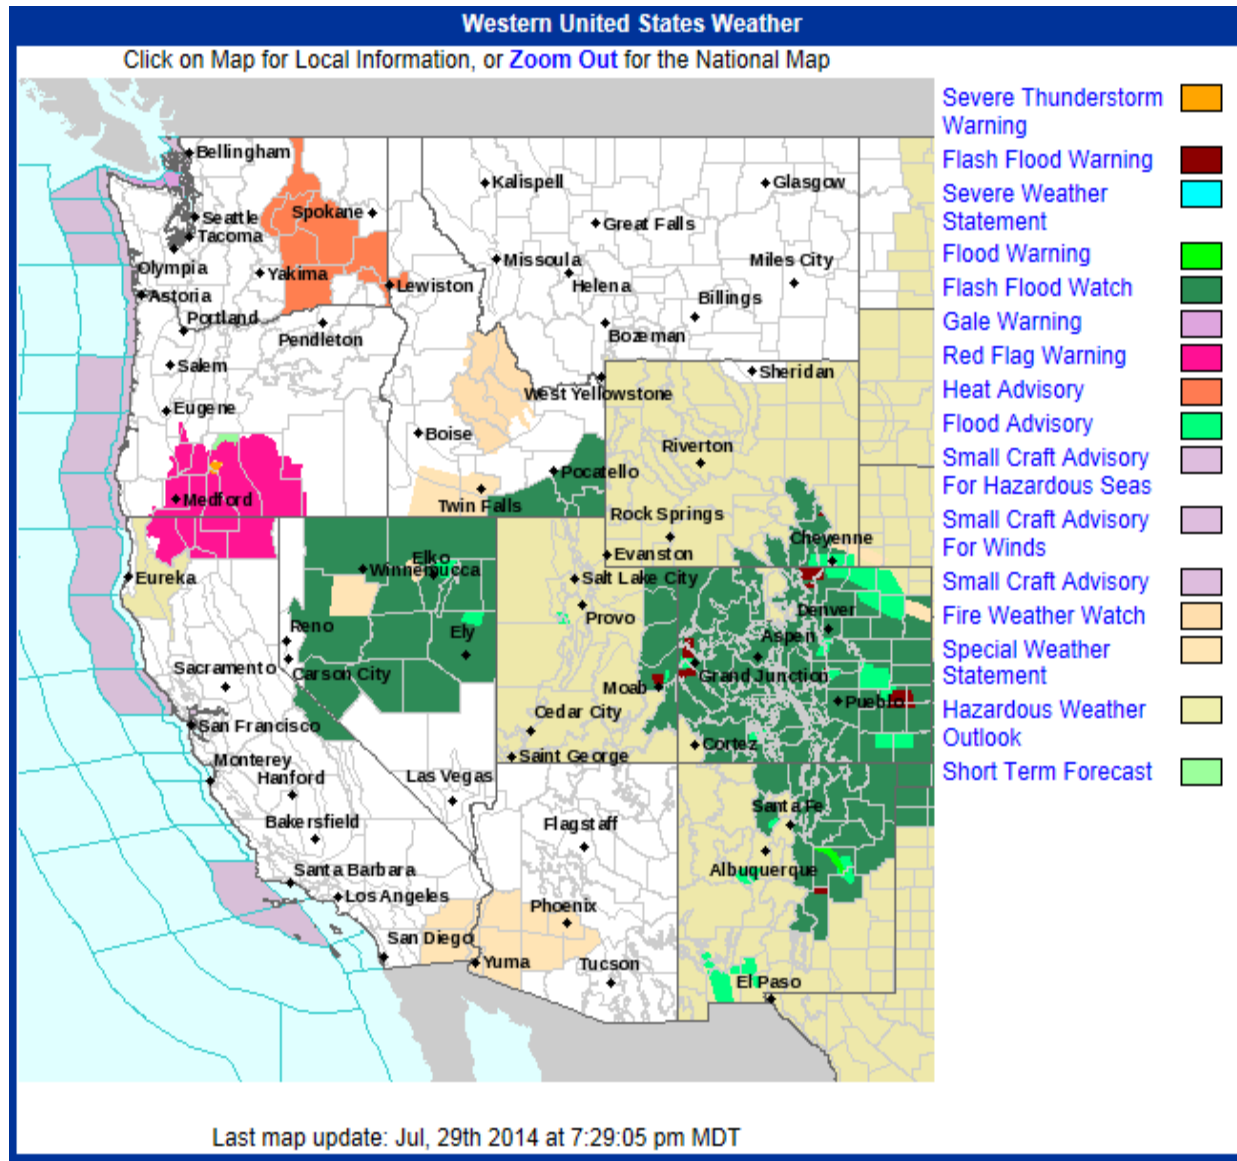 Western United States Weather
Click on Map for Local Information, or Zoom Out for the National Map
Severe Thunderstorm
Warning
Flash Flood Warning
Severe Weather
Statement
Flood Warning
Flash Flood Watch
Gale Warning
Red Flag Warning
Heat Advisory
Flood Advisory
Small Craft Advisory
For Hazardous Seas
Small Craft Advisory
For Winds
Small Craft Advisory
Fire Weather Watch
Special Weather
Statement
Hazardous Weather
Outlook
Short Term Forecast
Bellingham
Kalispell
Glasgow
Spokane
Seattle
Great Falls
Tacoma
Olympia
Missoula
Miles City
Yakima
Lewiston
Helena
Astoria
Billings
Portland
Pendleton
Bozeman
Salem
Sheridan
West Yellowstone
Eugene
Boise
Riverton
Pocatello
Medford
Twin Falls
Rock Springs
Cheyenne
Evanston
Elko
Winnemucca
Eureka
Salt Lake City
Provo
Denver
Reno
Ely
Aspen
Sacramento
Carson City
Grand Junction
Moab
Pueblo
Cedar City
San Francisco
Cortez
Saint George
Monterey
Hanford
Las Vegas
Santa Fe
Bakersfield
Flagstaff
Albuquerque
Santa Barbara
Los Angeles
Phoenix
San Diego
Yuma
Tucson
El Paso
Last map update: Jul, 29th 2014 at 7:29:05 pm MDT